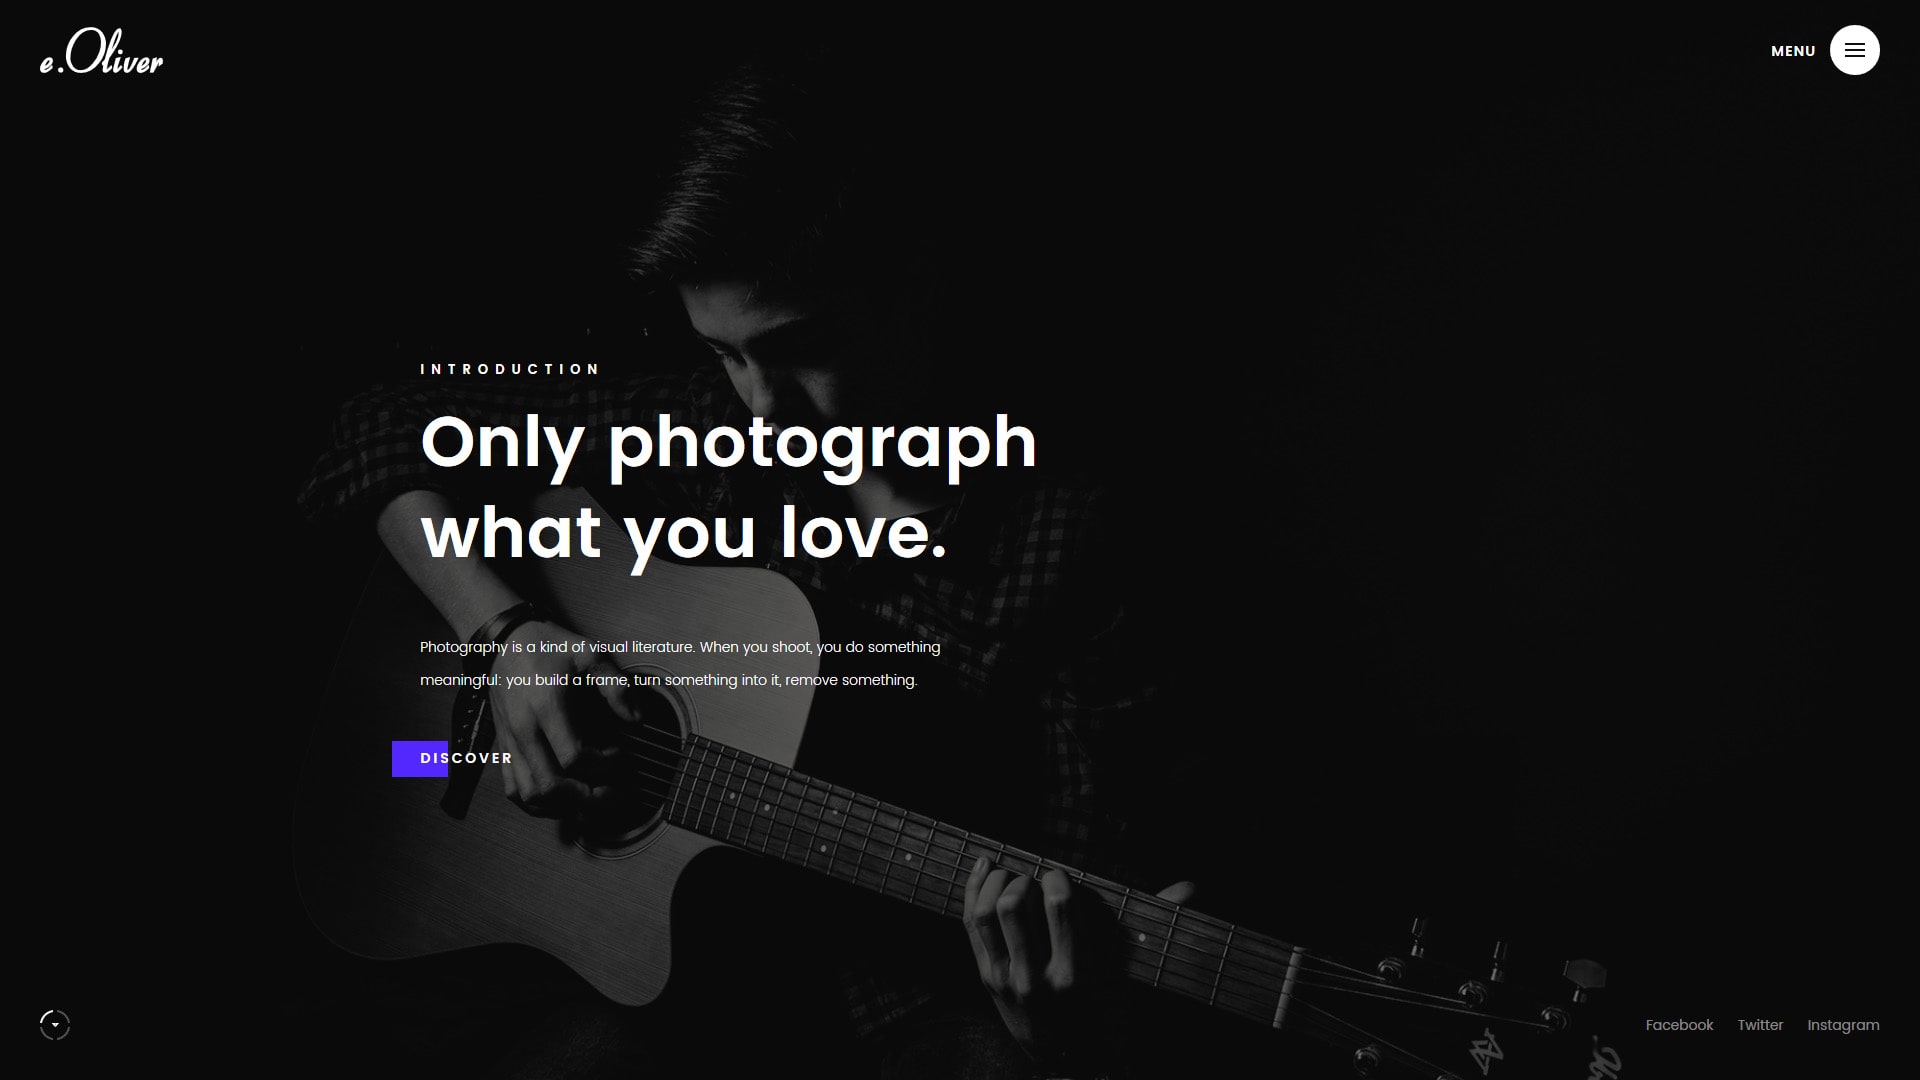 e.Oliver
MENU
INTRODUCTION
Only photograph
what you love.
Photography is a kind of visual literature. When you shoot, you do something
meaningful: you build a frame, turn something into it, remove something.
DISCOVER
Facebook Twitter Instagram